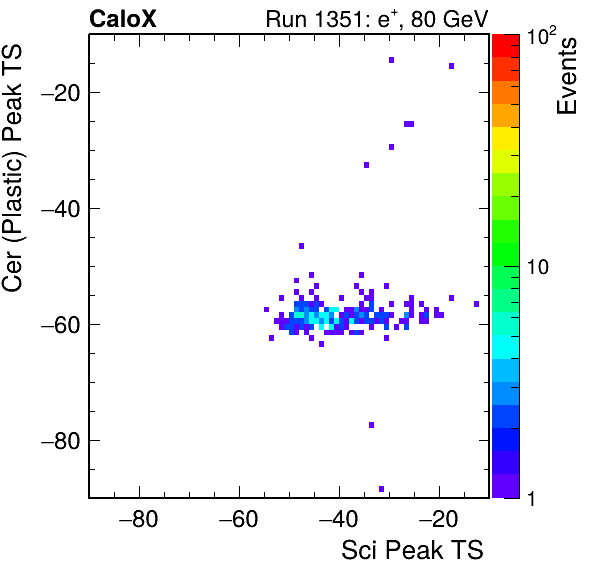 CaloX Run 1351: e+, 80 GeV
Cer (Plastic) Peak TS
−20
−40
−60
−80
−80 −60 −40 −20
Sci Peak TS
10²
10
1
Events